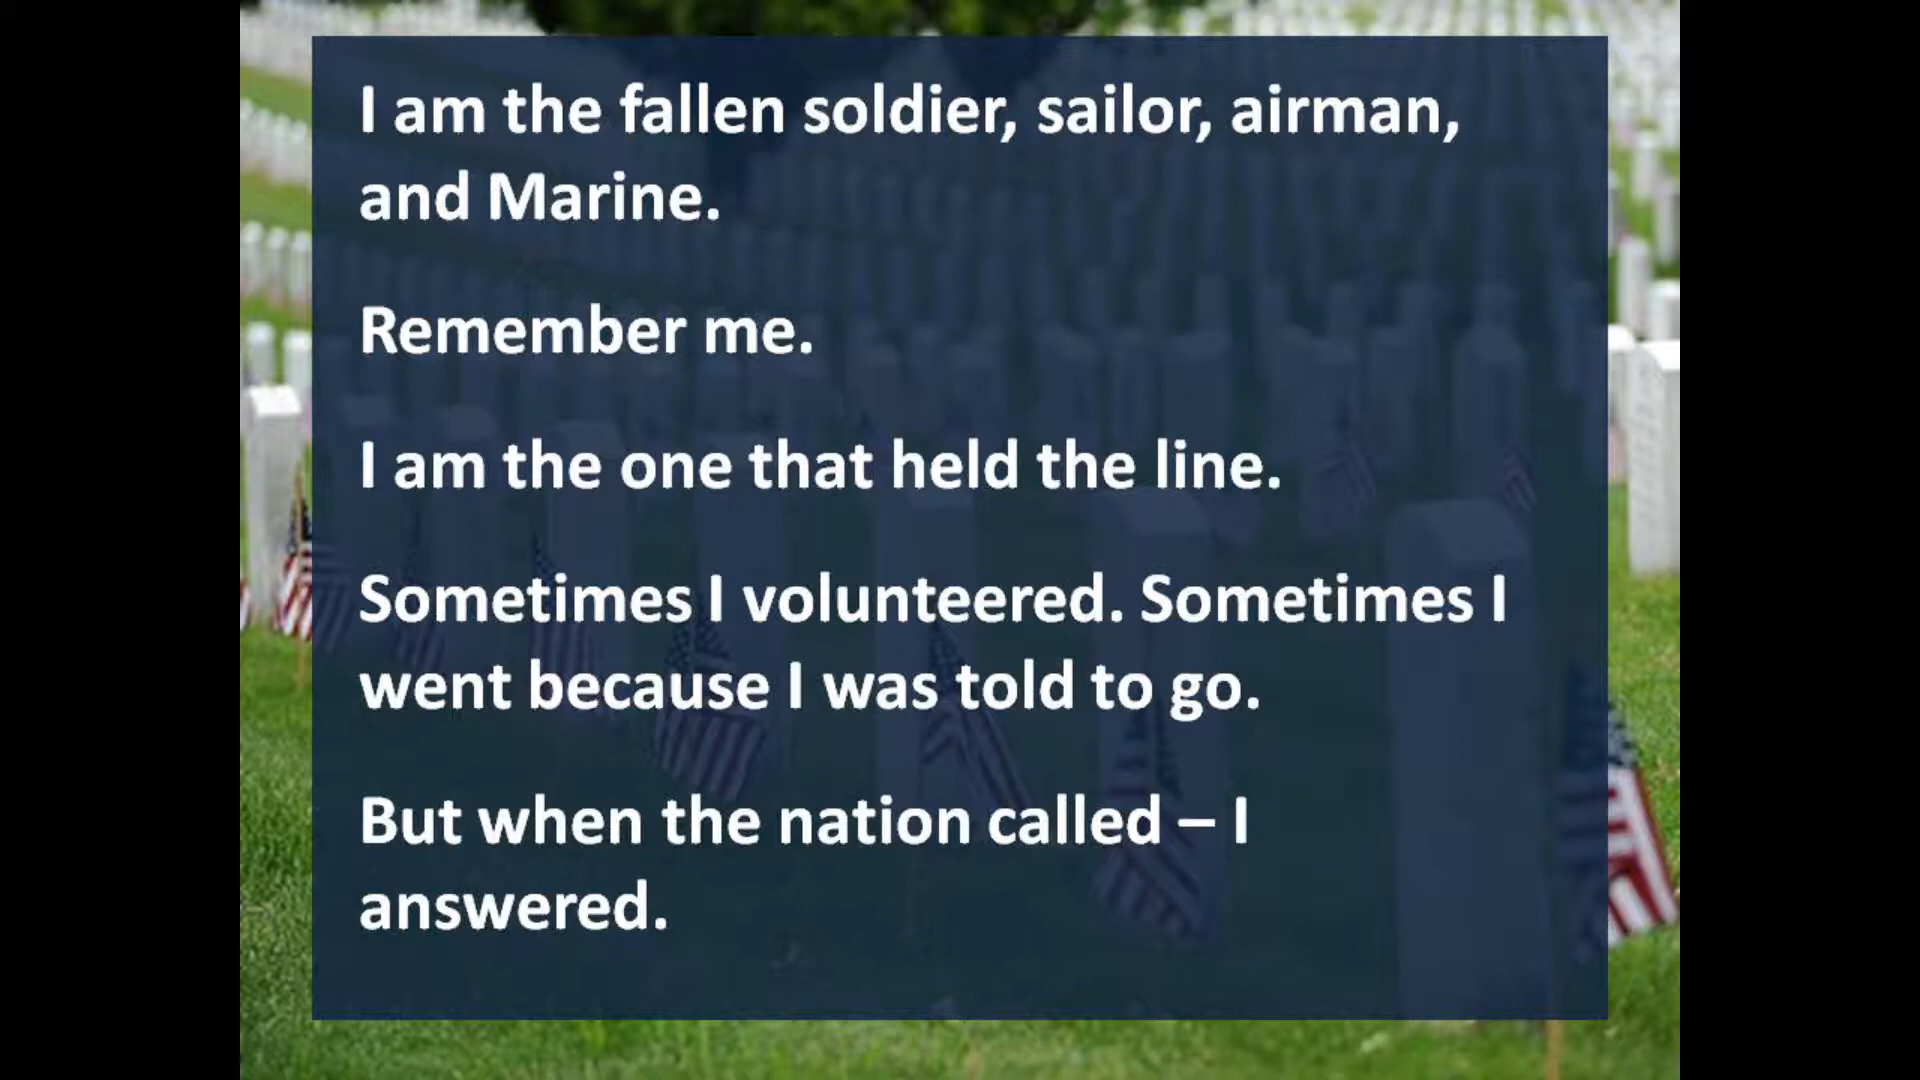 I am the fallen soldier, sailor, airman,
and Marine.
Remember me.
I am the one that held the line.
Sometimes I volunteered. Sometimes I
went because I was told to go.
But when the nation called – I
answered.